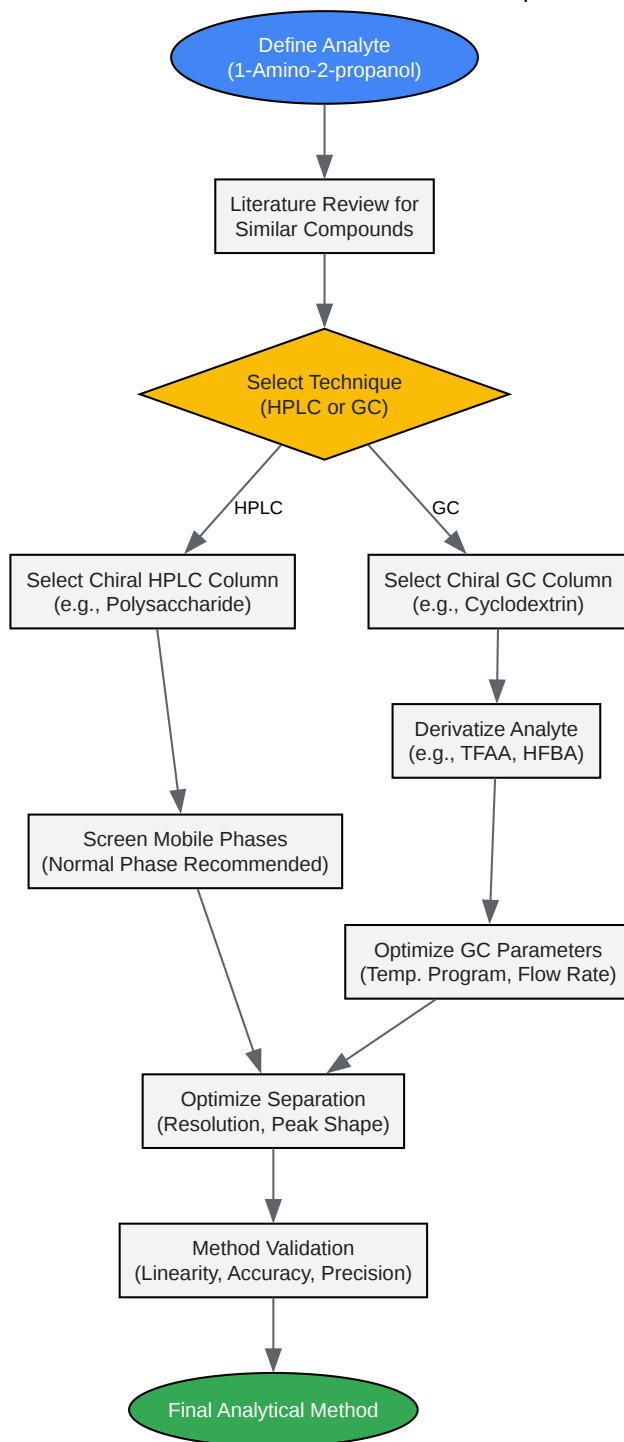 Define Analyte
(1-Amino-2-propanol)
Literature Review for
Similar Compounds
Select Technique
(HPLC or GC)
HPLC
GC
Select Chiral HPLC Column
(e.g., Polysaccharide)
Select Chiral GC Column
(e.g., Cyclodextrin)
Derivatize Analyte
(e.g., TFAA, HFBA)
Screen Mobile Phases
(Normal Phase Recommended)
Optimize GC Parameters
(Temp. Program, Flow Rate)
Optimize Separation
(Resolution, Peak Shape)
Method Validation
(Linearity, Accuracy, Precision)
Final Analytical Method